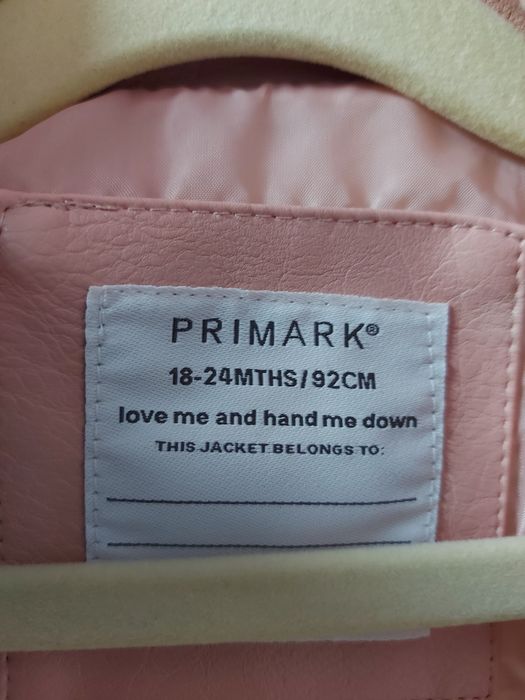 PRIMARK®
18-24MTHS/92CM
love me and hand me down
THIS JACKET BELONGS TO: